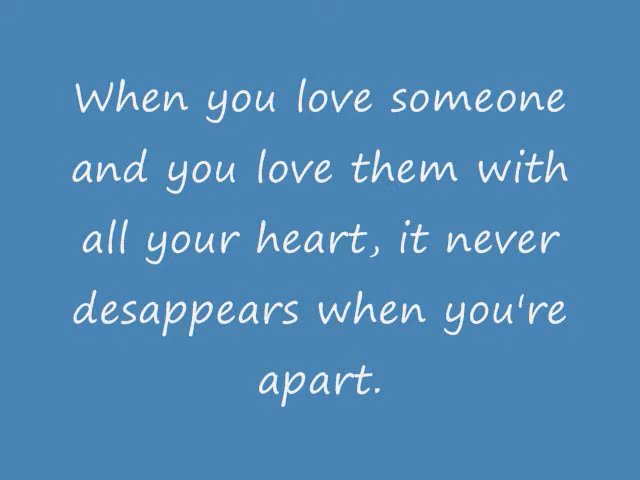 When you love someone
and you love them with
all your heart, it never
desappears when you're
apart.